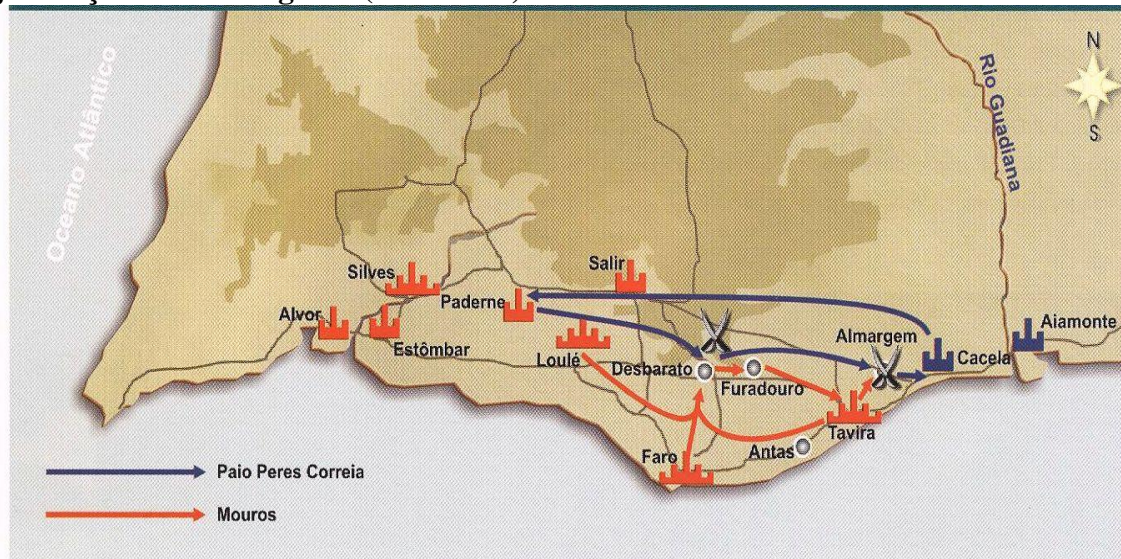 Oceano Atlântico
Rio Guadiana
N
S
Silves
Salir
Alvor
Paderne
Estômbar
Loulé
Desbarato
Furadouro
Almargem
Cacela
Aiamonte
Tavira
Antas
Faro
Paio Peres Correia
Mouros